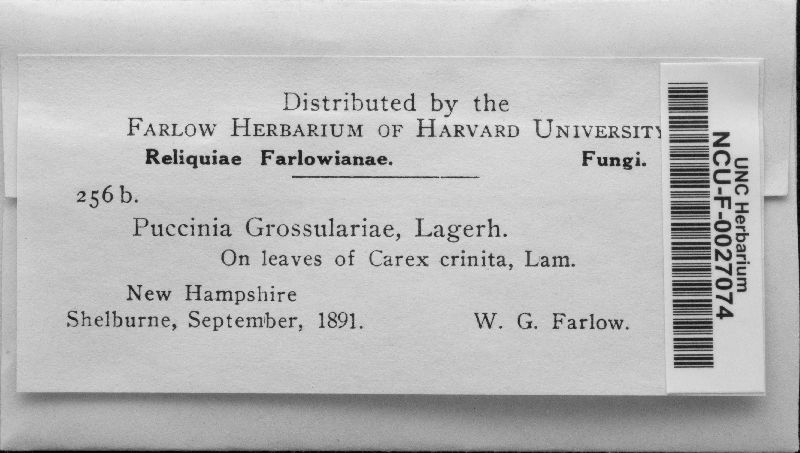 Distributed by the
FARLOW HERBARIUM OF HARVARD UNIVERSITY
Reliquiae Farlowianae. Fungi.
256 b.
Puccinia Grossulariae, Lagerh.
On leaves of Carex crinita, Lam.
New Hampshire
Shelburne, September, 1891. W. G. Farlow.
UNC Herbarium
NCU-F-0027074